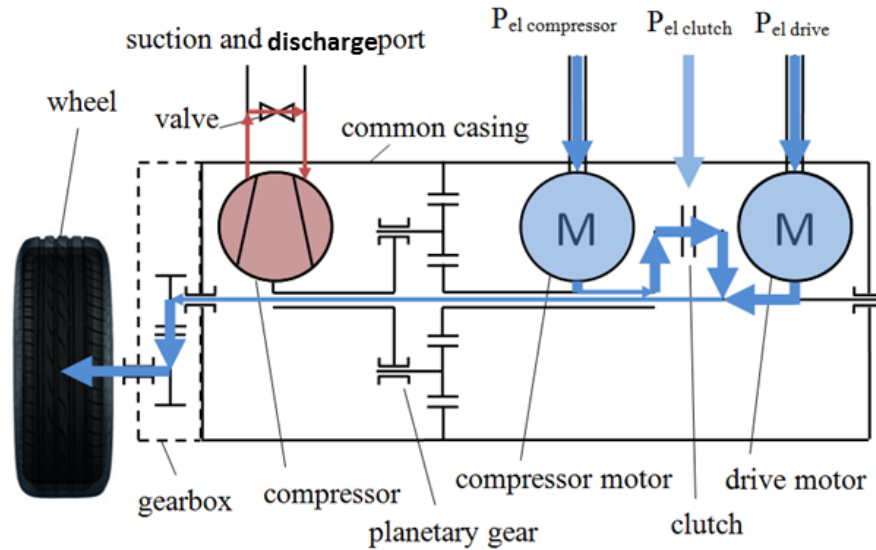 P el compressor
P el clutch
P el drive
suction and dischargeport
wheel
valve
common casing
M
M
gearbox
compressor
planetary gear
compressor motor
clutch
drive motor